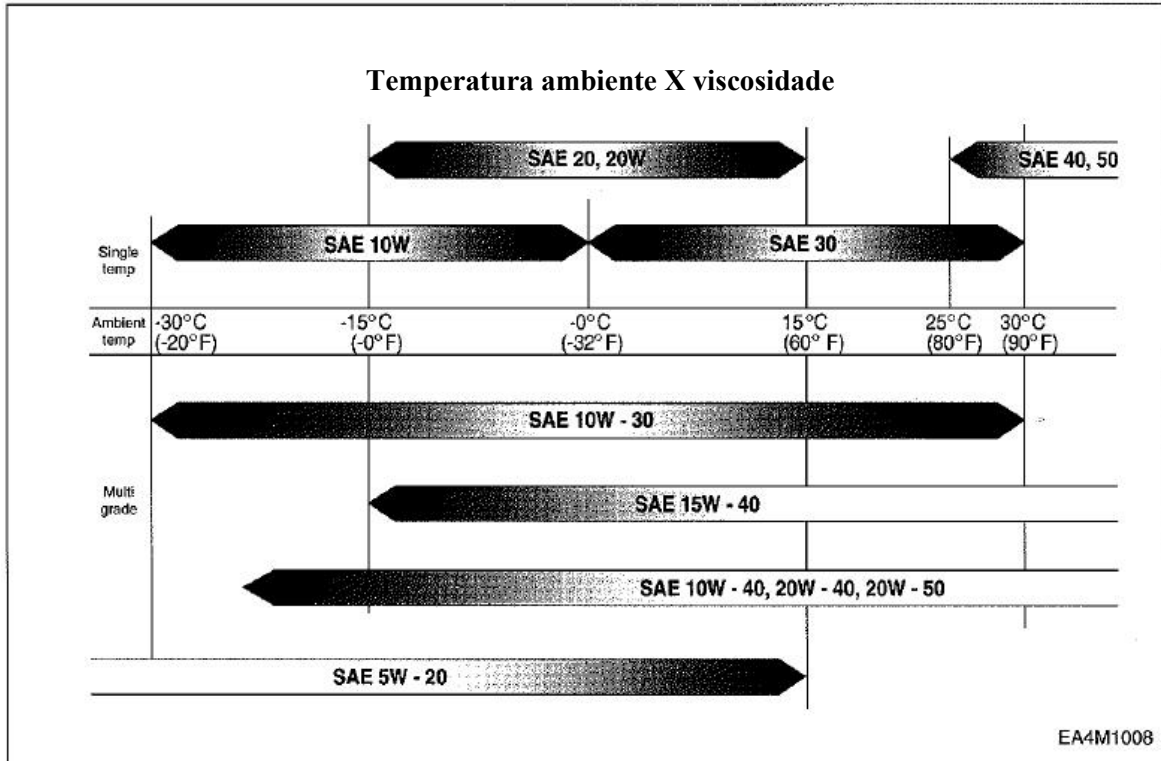 Temperatura ambiente X viscosidade
SAE 20, 20W
SAE 40, 50
Single
temp
SAE 10W
SAE 30
Ambient
temp
-30°C
(-20°F)
-15°C
(-0°F)
-0°C
(-32°F)
15°C
(60° F)
25°C
(80°F)
30°C
(90°F)
SAE 10W - 30
Multi
grade
SAE 15W - 40
SAE 10W - 40, 20W - 40, 20W - 50
SAE 5W - 20
EA4M1008